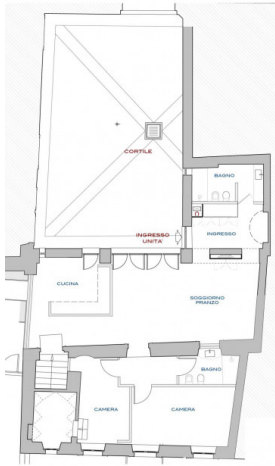 CORTILE
BAGNO
INGRESSO
UNITA'
INGRESSO
CUCINA
SOGGIORNO
PRANZO
BAGNO
CAMERA
CAMERA